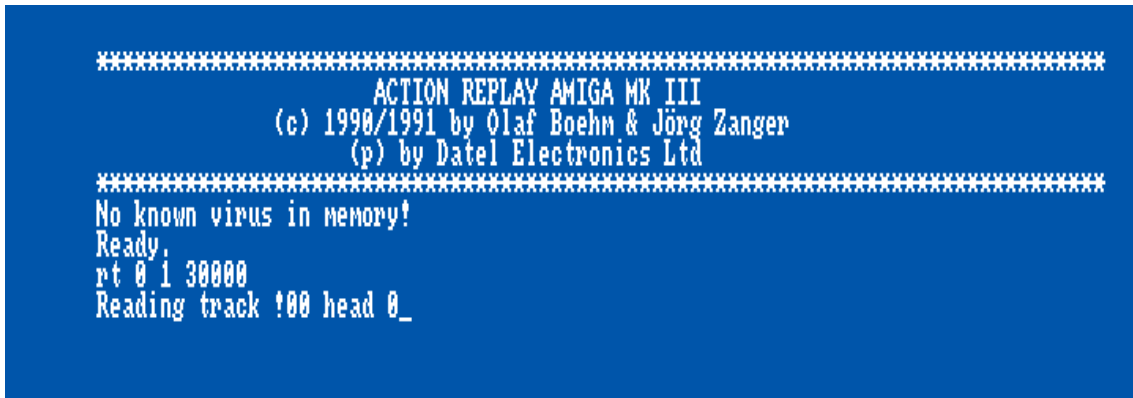 *******************************************************************************
ACTION REPLAY AMIGA MK III
(c) 1990/1991 by Olaf Boehm & Jörg Zanger
(p) by Datel Electronics Ltd
*******************************************************************************
No known virus in memory!
Ready.
rt 0 1 30000
Reading track !00 head 0_